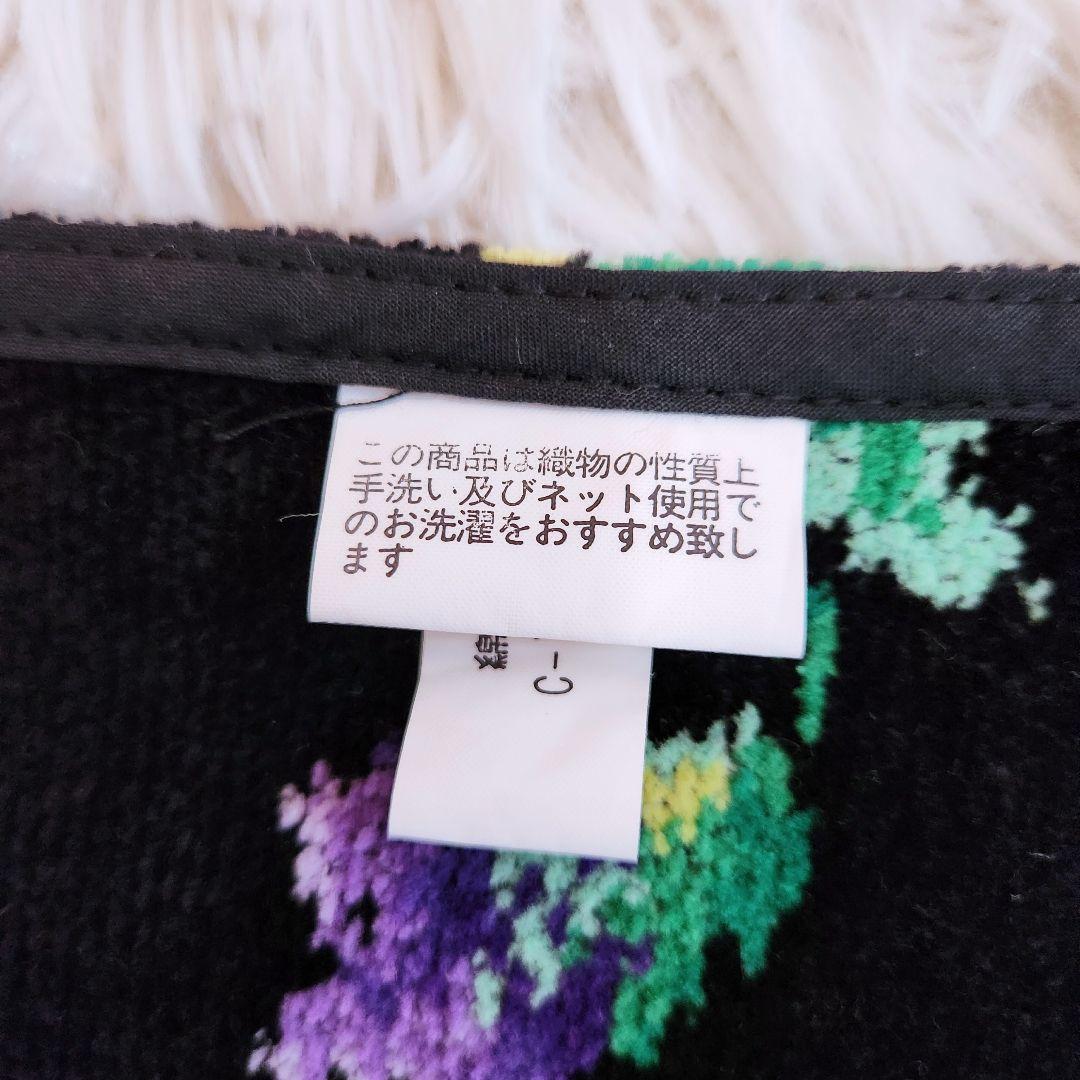 この商品は織物の性質上
手洗い及びネット使用で
のお洗濯をおすすめ致し
ます
綿
C-